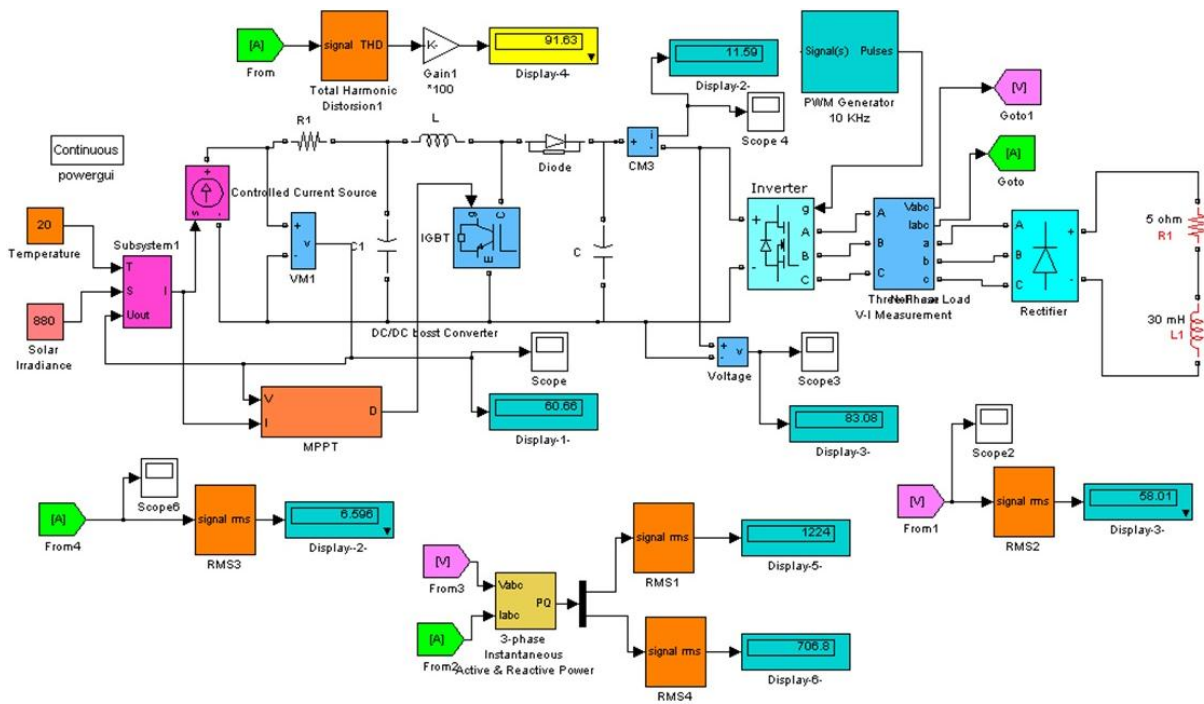 [A]
From
signal THD
Total Harmonic
Distorsion1
K-
Gain1
*100
91.63
Display-4-
11.59
Display-2-
Scope 4
Signal(s) Pulses
PWM Generator
10 KHz
[V]
Goto1
[A]
Goto
Continuous
powergui
R1
L
Diode
+
-
i
CM3
Controlled Current Source
+
-
s
20
Temperature
880
Solar
Irradiance
Subsystem1
T
S
Uout
I
+
-
v
VM1
C1
IGBT
g
C
E
C
DC/DC bosst Converter
Inverter
+
-
g
A
B
C
A
B
C
Vabc
Iabc
a
b
c
V-I Measurement
A
B
C
+
-
Rectifier
5 ohm
R1
30 mH
L1
V
I
D
MPPT
Scope
60.66
Display-1-
+
-
v
Voltage
Scope3
83.08
Display-3-
[A]
From4
Scope6
signal rms
RMS3
6.596
Display--2-
[V]
From3
[A]
From2
Vabc
Iabc
PQ
3-phase
Instantaneous
Active & Reactive Power
signal rms
RMS1
1224
Display-5-
signal rms
RMS4
706.8
Display-6-
[V]
From1
Scope2
signal rms
RMS2
58.01
Display-3-